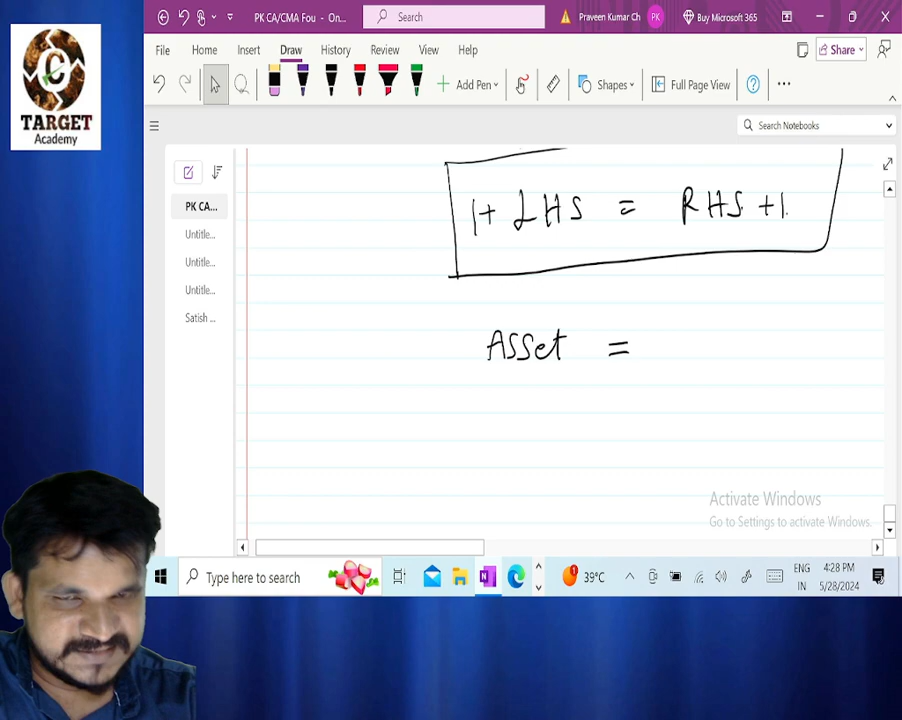 PK CA/CMA Fou - On...
Search
Praveen Kumar Ch
PK
Buy Microsoft 365
TARGET
Academy
File
Home
Insert
Draw
History
Review
View
Help
Share
Add Pen
Shapes
Full Page View
Search Notebooks
PK CA...
Untitle...
Untitle...
Untitle...
Satish ...
1+ LHS = RHS +1.
Asset =
Activate Windows
Go to Settings to activate Windows.
Type here to search
39°C
ENG
IN
4:28 PM
5/28/2024